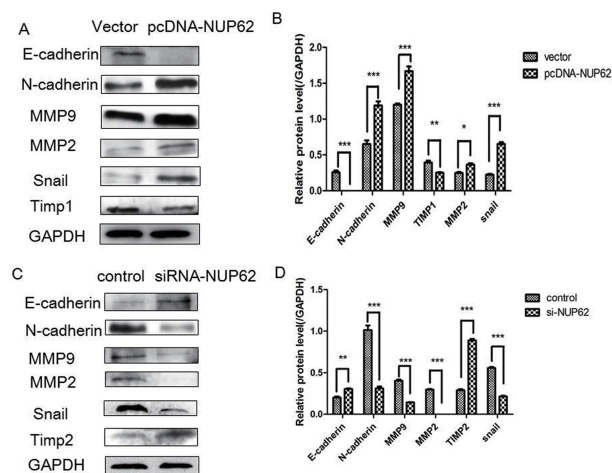 A
Vector pcDNA-NUP62
E-cadherin
N-cadherin
MMP9
MMP2
Snail
Timp1
GAPDH
B
Relative protein level(/GAPDH)
2.0
1.5
1.0
0.5
0.0
***
***
***
**
*
***
vector
pcDNA-NUP62
E-cadherin
N-cadherin
MMP9
TIMP1
MMP2
snail
C
control siRNA-NUP62
E-cadherin
N-cadherin
MMP9
MMP2
Snail
Timp2
GAPDH
D
Relative protein level(/GAPDH)
1.5
1.0
0.5
0.0
**
***
***
***
***
***
control
si-NUP62
E-cadherin
N-cadherin
MMP9
MMP2
TIMP2
snail